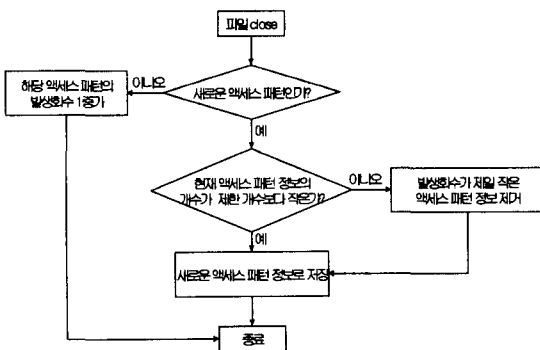 파일 close
새로운 액세스 패턴인가?
아니오
해당 액세스 패턴의
발생횟수 1증가
예
현재 액세스 패턴 정보의
개수가 제한 개수보다 작은가?
아니오
발생횟수가 제일 작은
액세스 패턴 정보 제거
예
새로운 액세스 패턴 정보로 저장
종료